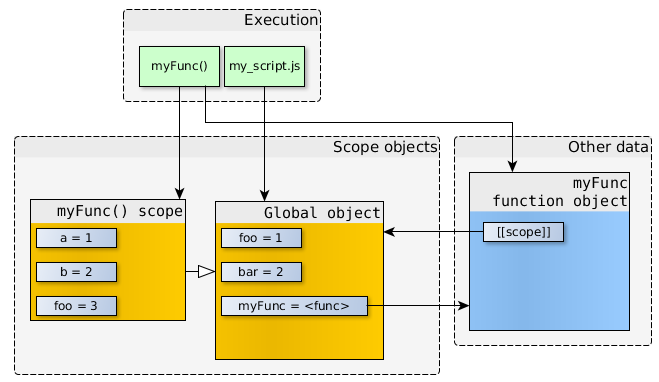 Execution
myFunc()
my_script.js
Scope objects
myFunc() scope
a = 1
b = 2
foo = 3
Global object
foo = 1
bar = 2
myFunc = <func>
Other data
myFunc
function object
[[scope]]